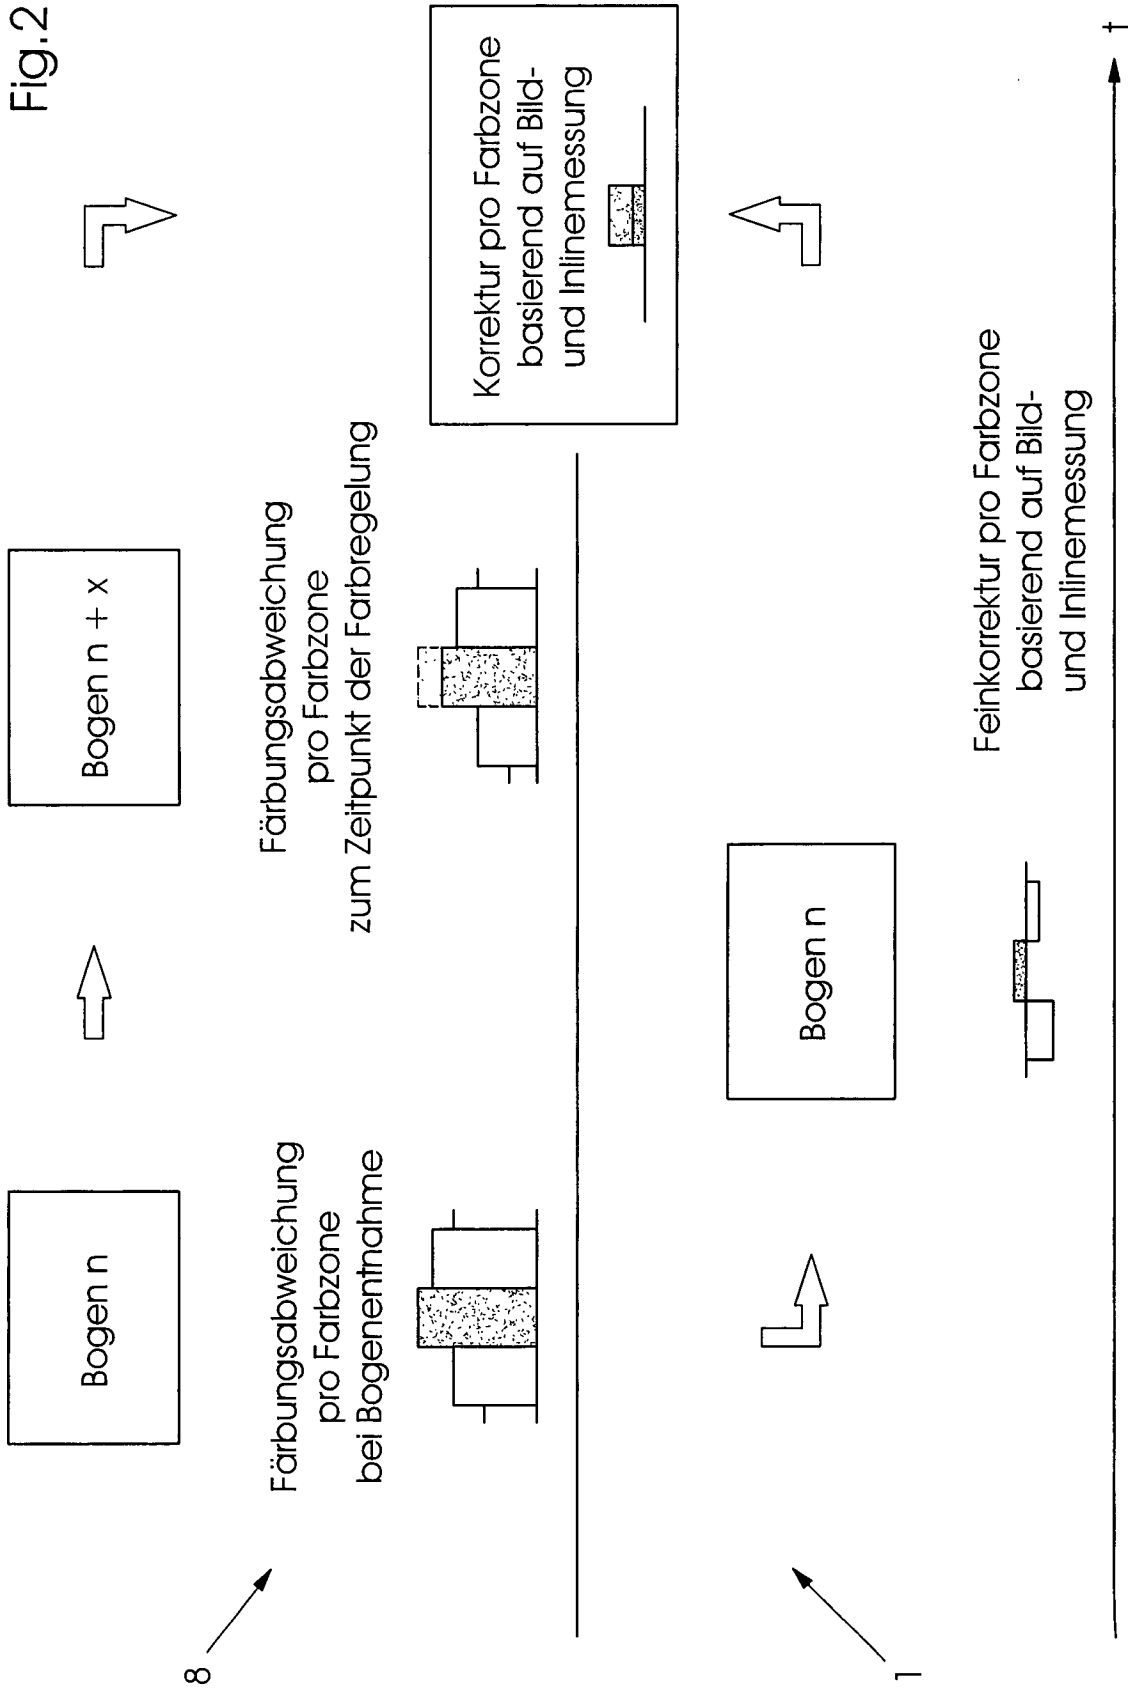 Fig.2
8
Bogen n
Bogen n + x
Färbungsabweichung
pro Farbzone
bei Bogenentnahme
Färbungsabweichung
pro Farbzone
zum Zeitpunkt der Farbregelung
Korrektur pro Farbzone
basierend auf Bild-
und Inlinemessung
1
Bogen n
Feinkorrektur pro Farbzone
basierend auf Bild-
und Inlinemessung
t